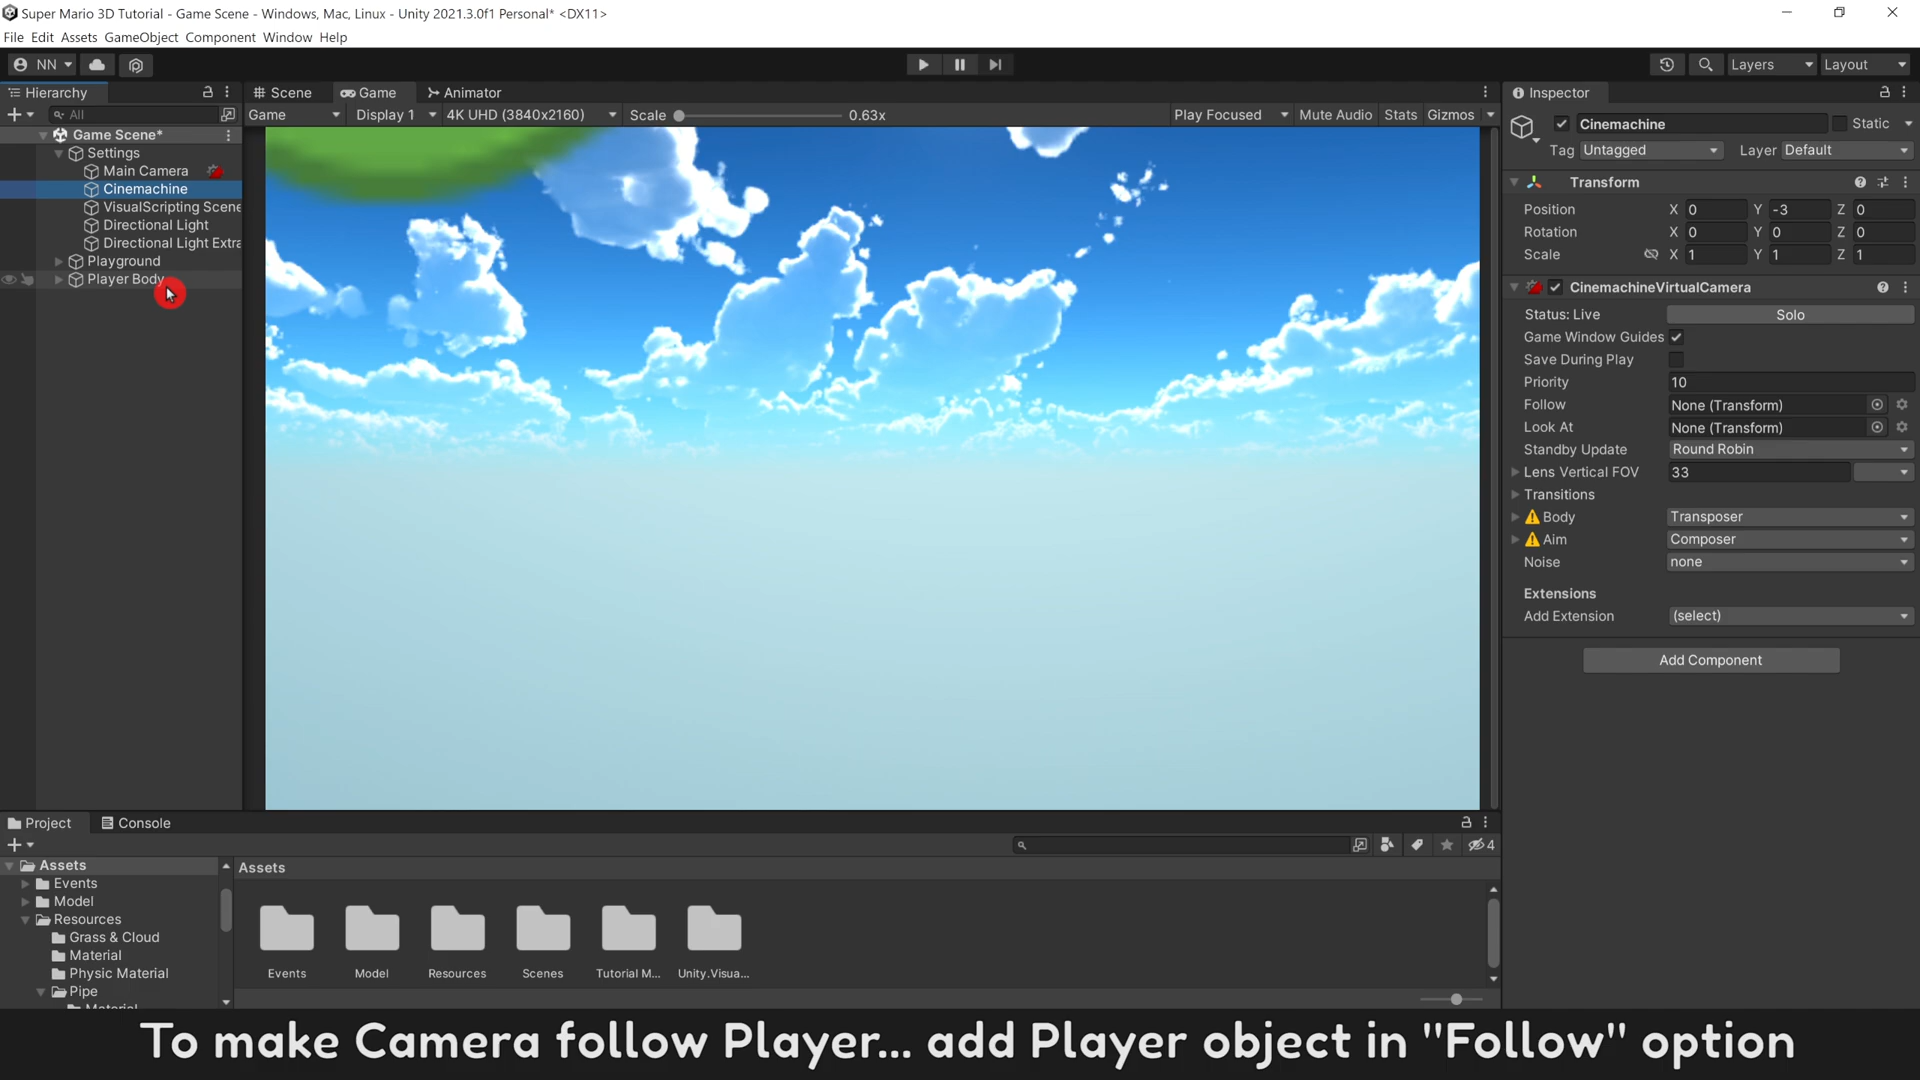 Super Mario 3D Tutorial - Game Scene - Windows, Mac, Linux - Unity 2021.3.0f1 Personal* <DX11>
File Edit Assets GameObject Component Window Help
NN Layers Layout
Hierarchy
All
Game Scene*
Settings
Main Camera
Cinemachine
VisualScripting Scene
Directional Light
Directional Light Extra
Playground
Player Body
Scene Game Animator
Game Display 1 4K UHD (3840x2160) Scale 0.63x Play Focused Mute Audio Stats Gizmos
Inspector
Cinemachine Static
Tag Untagged Layer Default
Transform
Position X 0 Y -3 Z 0
Rotation X 0 Y 0 Z 0
Scale X 1 Y 1 Z 1
CinemachineVirtualCamera
Status: Live Solo
Game Window Guides
Save During Play
Priority 10
Follow None (Transform)
Look At None (Transform)
Standby Update Round Robin
Lens Vertical FOV 33
Transitions
Body Transposer
Aim Composer
Noise none
Extensions
Add Extension (select)
Add Component
Project Console
4
Assets
Events
Model
Resources
Grass & Cloud
Material
Physic Material
Pipe
Material
Assets
Events Model Resources Scenes Tutorial M... Unity.Visua...
To make Camera follow Player... add Player object in "Follow" option